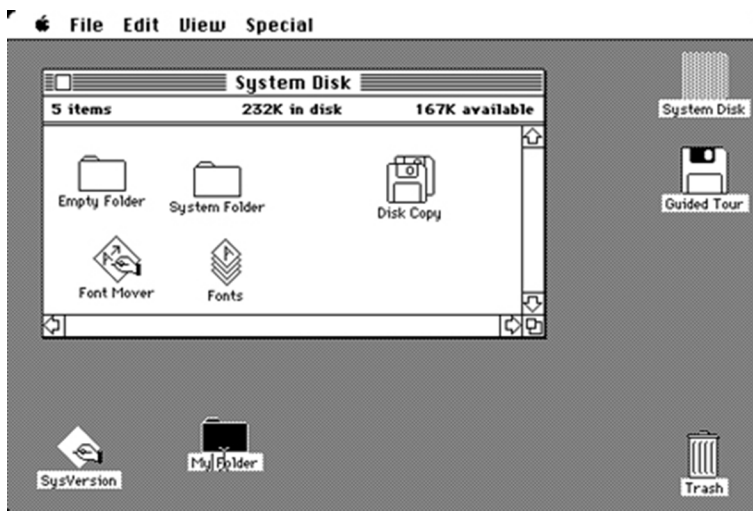 File Edit View Special
System Disk
5 items 232K in disk 167K available
Empty Folder System Folder Disk Copy
Font Mover Fonts
System Disk
Guided Tour
SysVersion My Folder Trash